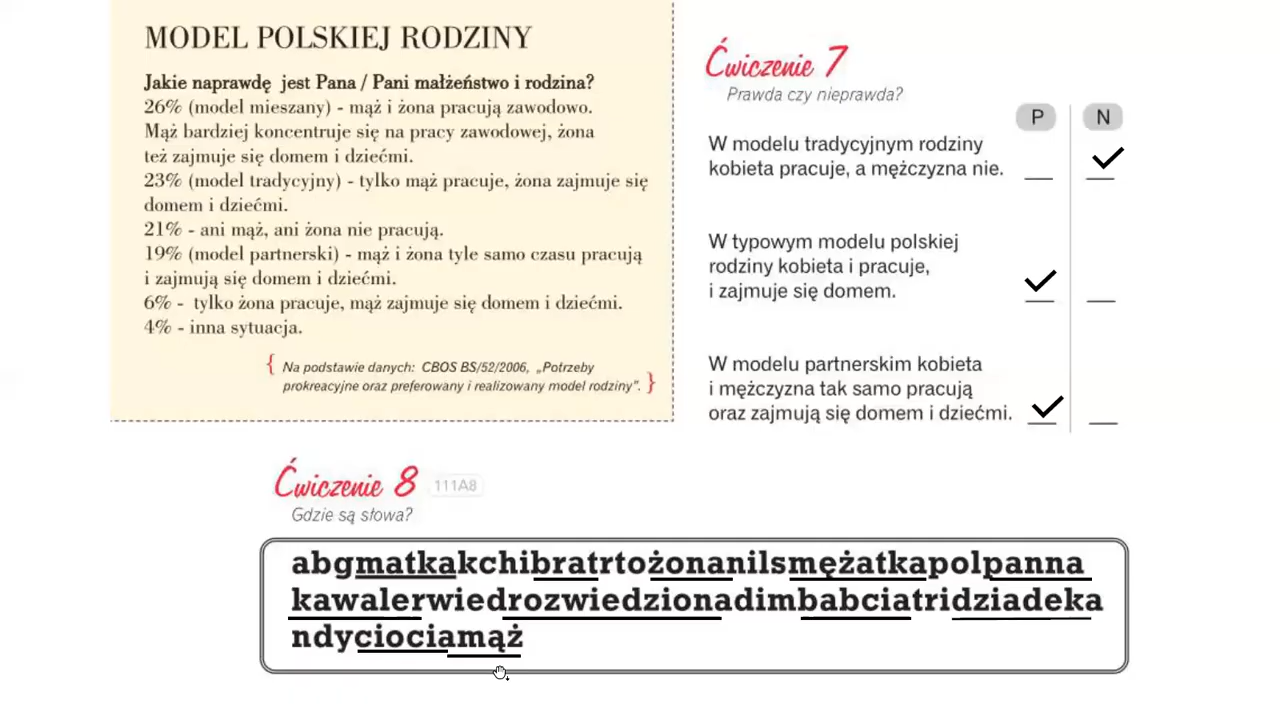 MODEL POLSKIEJ RODZINY
Jakie naprawdę jest Pana / Pani małżeństwo i rodzina?
26% (model mieszany) - mąż i żona pracują zawodowo.
Mąż bardziej koncentruje się na pracy zawodowej, żona
też zajmuje się domem i dziećmi.
23% (model tradycyjny) - tylko mąż pracuje, żona zajmuje się
domem i dziećmi.
21% - ani mąż, ani żona nie pracują.
19% (model partnerski) - mąż i żona tyle samo czasu pracują
i zajmują się domem i dziećmi.
6% - tylko żona pracuje, mąż zajmuje się domem i dziećmi.
4% - inna sytuacja.
{ Na podstawie danych: CBOS BS/52/2006, „Potrzeby
prokreacyjne oraz preferowany i realizowany model rodziny”. }
Ćwiczenie 7
Prawda czy nieprawda?
P N
W modelu tradycyjnym rodziny
kobieta pracuje, a mężczyzna nie.
W typowym modelu polskiej
rodziny kobieta i pracuje,
i zajmuje się domem.
W modelu partnerskim kobieta
i mężczyzna tak samo pracują
oraz zajmują się domem i dziećmi.
Ćwiczenie 8 111A8
Gdzie są słowa?
abgmatkakchibratrtożonanilsmężatkapolpanna
kawalerwiedrozwiedzionadimbabciatridziadeka
ndyciociamąż